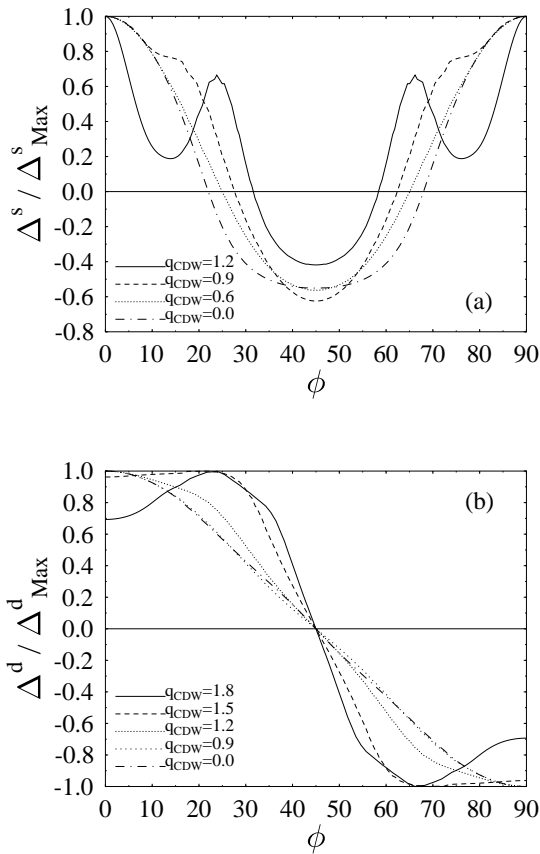 1.0
0.8
0.6
0.4
0.2
0.0
-0.2
-0.4
-0.6
-0.8
Δ^s / Δ^s_Max
q_CDW=1.2
q_CDW=0.9
q_CDW=0.6
q_CDW=0.0
(a)
0 10 20 30 40 50 60 70 80 90
ϕ
1.0
0.8
0.6
0.4
0.2
0.0
-0.2
-0.4
-0.6
-0.8
-1.0
Δ^d / Δ^d_Max
(b)
q_CDW=1.8
q_CDW=1.5
q_CDW=1.2
q_CDW=0.9
q_CDW=0.0
0 10 20 30 40 50 60 70 80 90
ϕ